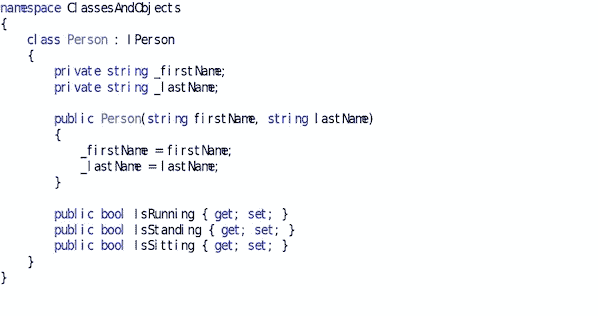 namespace ClassesAndObjects
{
    class Person : IPerson
    {
        private string _firstName;
        private string _lastName;

        public Person(string firstName, string lastName)
        {
            _firstName = firstName;
            _lastName = lastName;
        }

        public bool IsRunning { get; set; }
        public bool IsStanding { get; set; }
        public bool IsSitting { get; set; }
    }
}